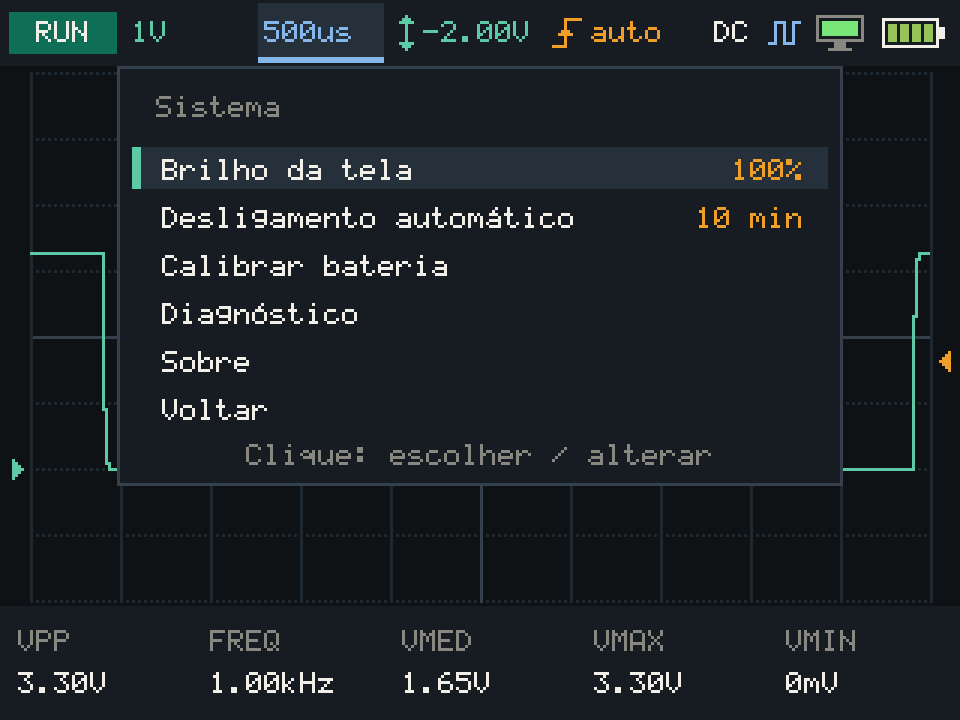 RUN 1V 500us -2.00V auto DC
Sistema
Brilho da tela 100%
Desligamento automático 10 min
Calibrar bateria
Diagnóstico
Sobre
Voltar
Clique: escolher / alterar
VPP FREQ VMED VMAX VMIN
3.30V 1.00kHz 1.65V 3.30V 0mV